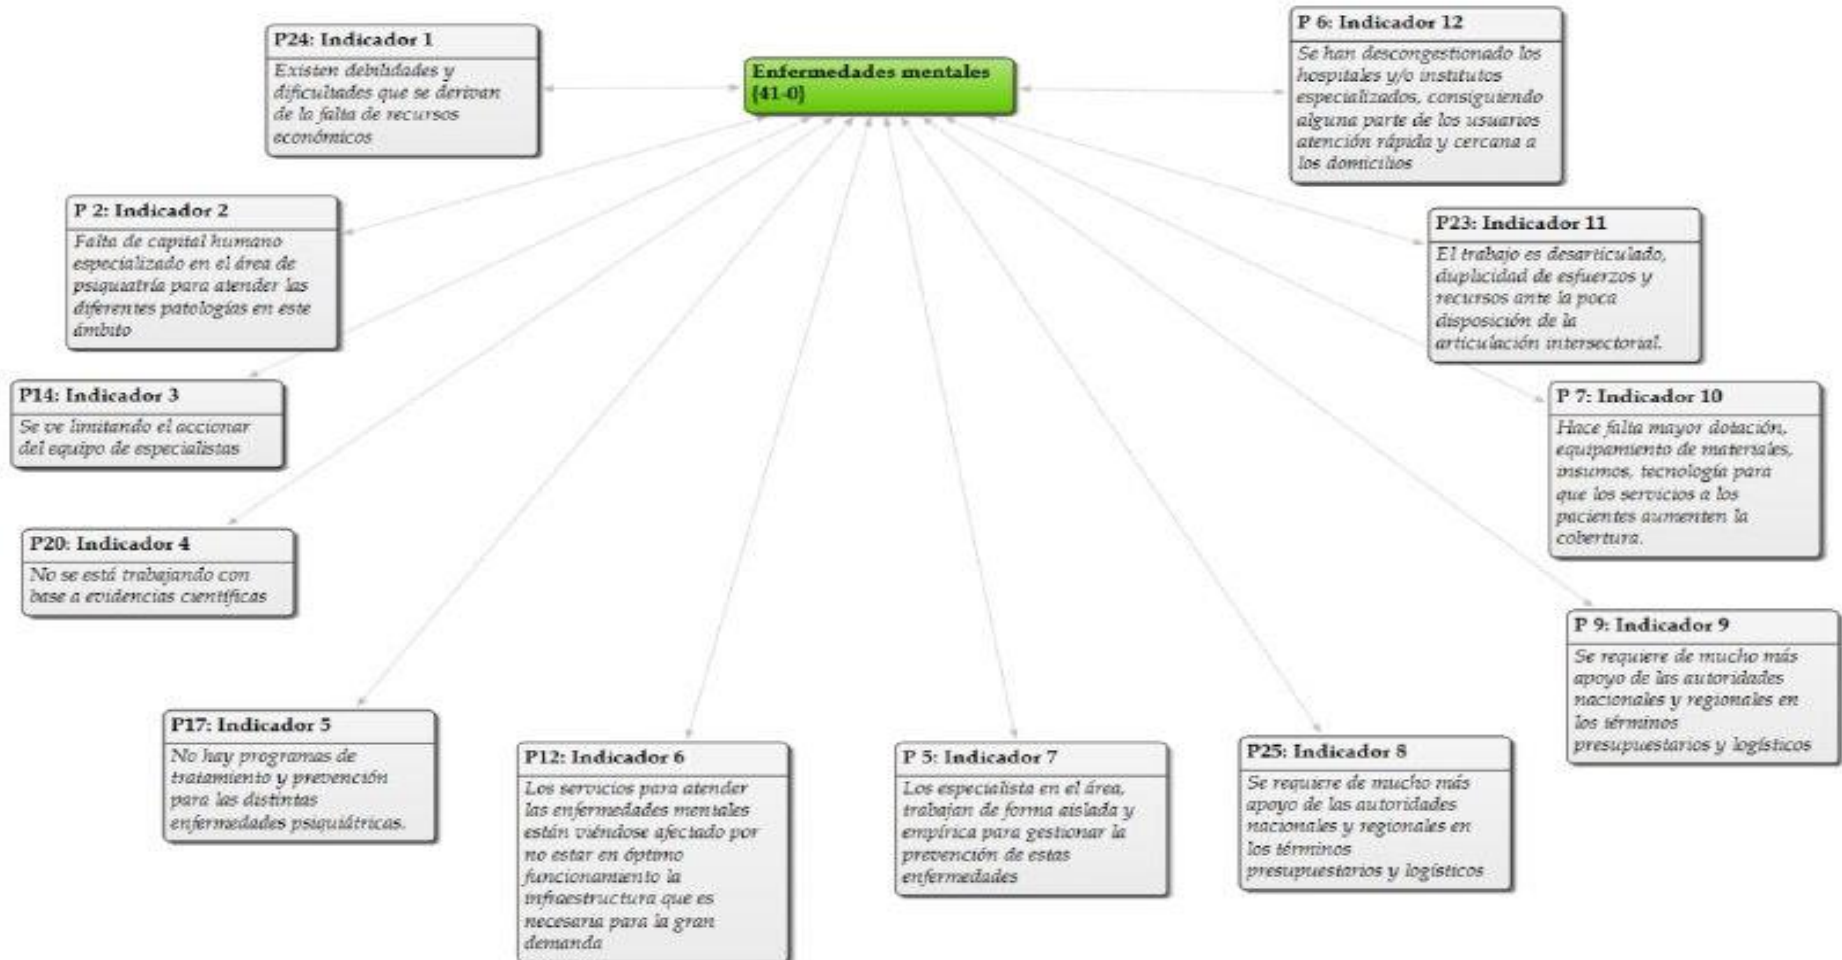 Enfermedades mentales
{41-0}
P24: Indicador 1
Existen debilidades y
dificultades que se derivan
de la falta de recursos
económicos
P 2: Indicador 2
Falta de capital humano
especializado en el área de
psiquiatría para atender las
diferentes patologías en este
ámbito
P14: Indicador 3
Se ve limitando el accionar
del equipo de especialistas
P20: Indicador 4
No se está trabajando con
base a evidencias científicas
P17: Indicador 5
No hay programas de
tratamiento y prevención
para las distintas
enfermedades psiquiátricas.
P12: Indicador 6
Los servicios para atender
las enfermedades mentales
están viéndose afectado por
no estar en óptimo
funcionamiento la
infraestructura que es
necesaria para la gran
demanda
P 5: Indicador 7
Los especialista en el área,
trabajan de forma aislada y
empírica para gestionar la
prevención de estas
enfermedades
P25: Indicador 8
Se requiere de mucho más
apoyo de las autoridades
nacionales y regionales en
los términos
presupuestarios y logísticos
P 9: Indicador 9
Se requiere de mucho más
apoyo de las autoridades
nacionales y regionales en
los términos
presupuestarios y logísticos
P 7: Indicador 10
Hace falta mayor dotación,
equipamiento de materiales,
insumos, tecnología para
que los servicios a los
pacientes aumenten la
cobertura.
P23: Indicador 11
El trabajo es desarticulado,
duplicidad de esfuerzos y
recursos ante la poca
disposición de la
articulación intersectorial.
P 6: Indicador 12
Se han descongestionado los
hospitales y/o institutos
especializados, consiguiendo
alguna parte de los usuarios
atención rápida y cercana a
los domicilios